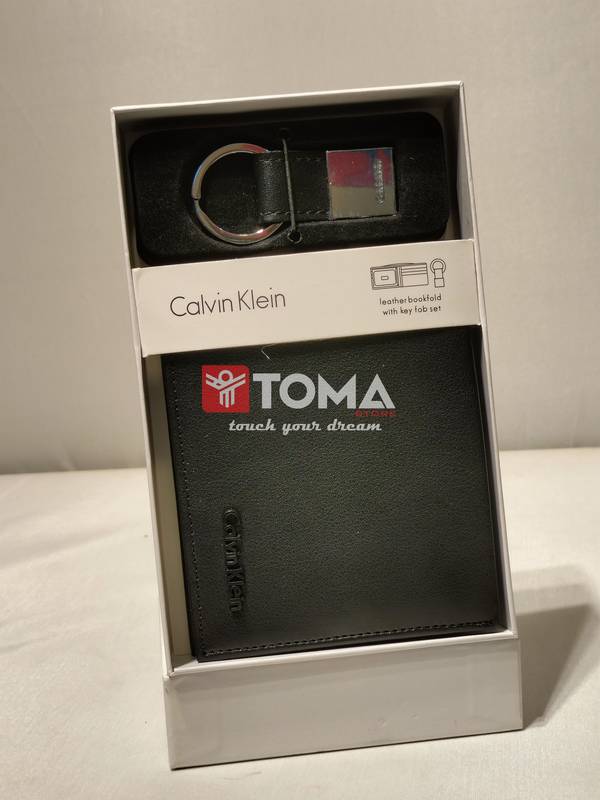 Calvin Klein
leather bookfold
with key fob set
TOMA
STORE
touch your dream
Calvin Klein